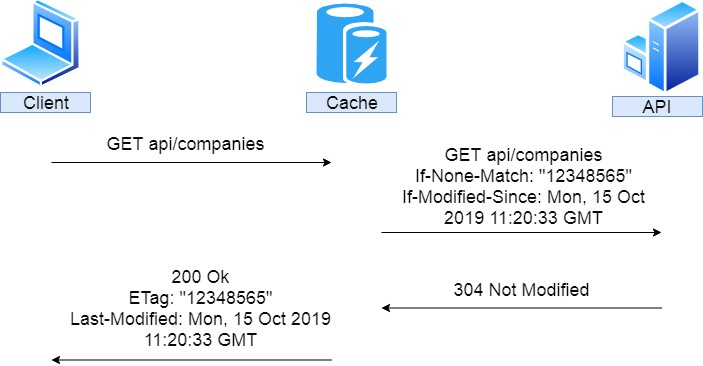 Client
Cache
API
GET api/companies
GET api/companies
If-None-Match: "12348565"
If-Modified-Since: Mon, 15 Oct
2019 11:20:33 GMT
304 Not Modified
200 Ok
ETag: "12348565"
Last-Modified: Mon, 15 Oct 2019
11:20:33 GMT